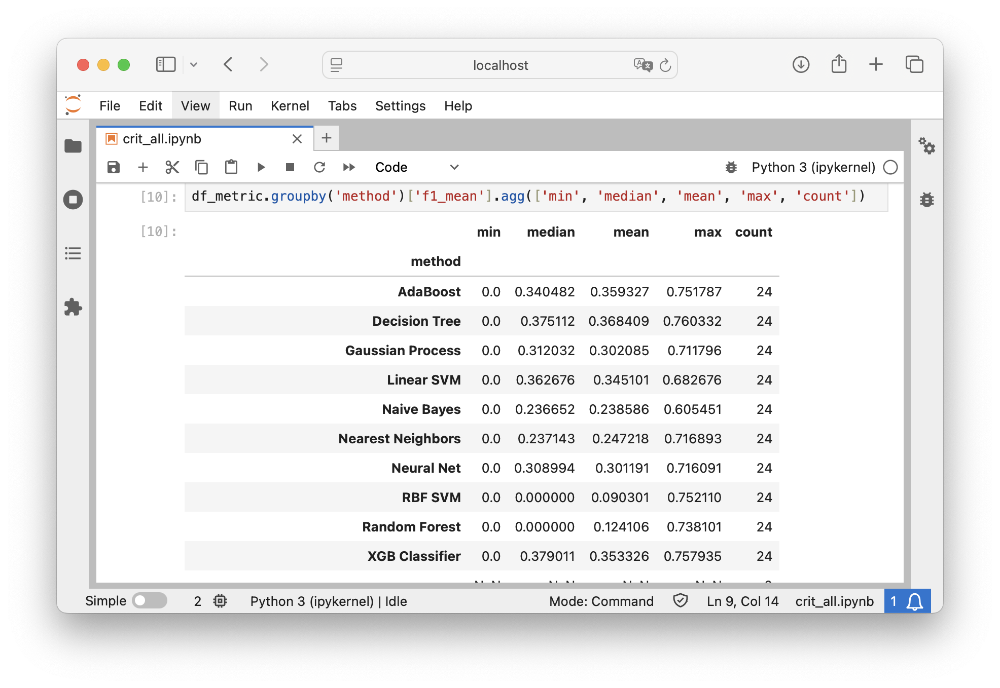 localhost
File Edit View Run Kernel Tabs Settings Help
crit_all.ipynb
Code Python 3 (ipykernel)
[10]: df_metric.groupby('method')['f1_mean'].agg(['min', 'median', 'mean', 'max', 'count'])
[10]: min median mean max count
method
AdaBoost 0.0 0.340482 0.359327 0.751787 24
Decision Tree 0.0 0.375112 0.368409 0.760332 24
Gaussian Process 0.0 0.312032 0.302085 0.711796 24
Linear SVM 0.0 0.362676 0.345101 0.682676 24
Naive Bayes 0.0 0.236652 0.238586 0.605451 24
Nearest Neighbors 0.0 0.237143 0.247218 0.716893 24
Neural Net 0.0 0.308994 0.301191 0.716091 24
RBF SVM 0.0 0.000000 0.090301 0.752110 24
Random Forest 0.0 0.000000 0.124106 0.738101 24
XGB Classifier 0.0 0.379011 0.353326 0.757935 24
NaN NaN NaN NaN
Simple 2 Python 3 (ipykernel) | Idle Mode: Command Ln 9, Col 14 crit_all.ipynb 1